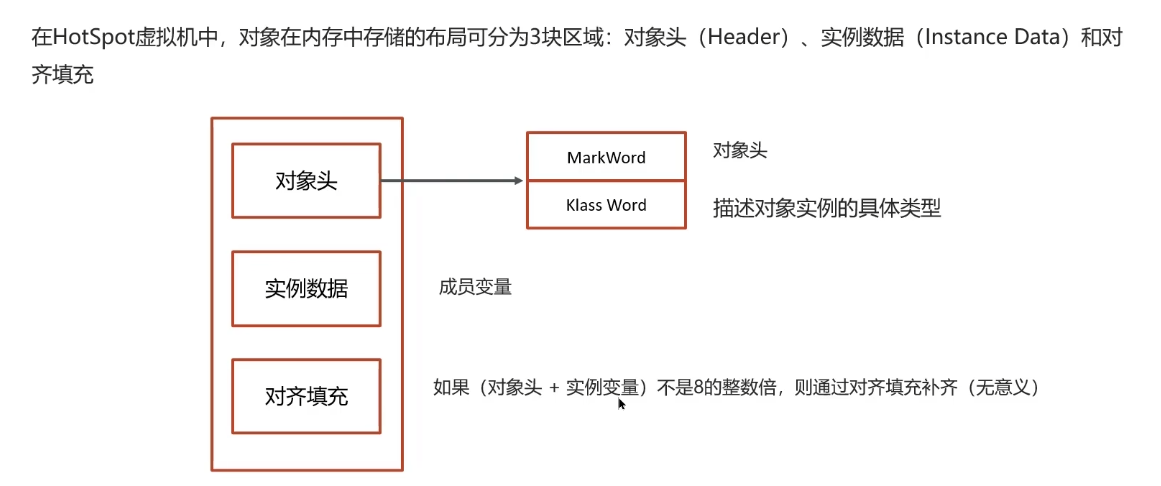 在HotSpot虚拟机中，对象在内存中存储的布局可分为3块区域：对象头（Header）、实例数据（Instance Data）和对
齐填充
对象头
MarkWord
对象头
Klass Word
描述对象实例的具体类型
实例数据
成员变量
对齐填充
如果（对象头 + 实例变量）不是8的整数倍，则通过对齐填充补齐（无意义）